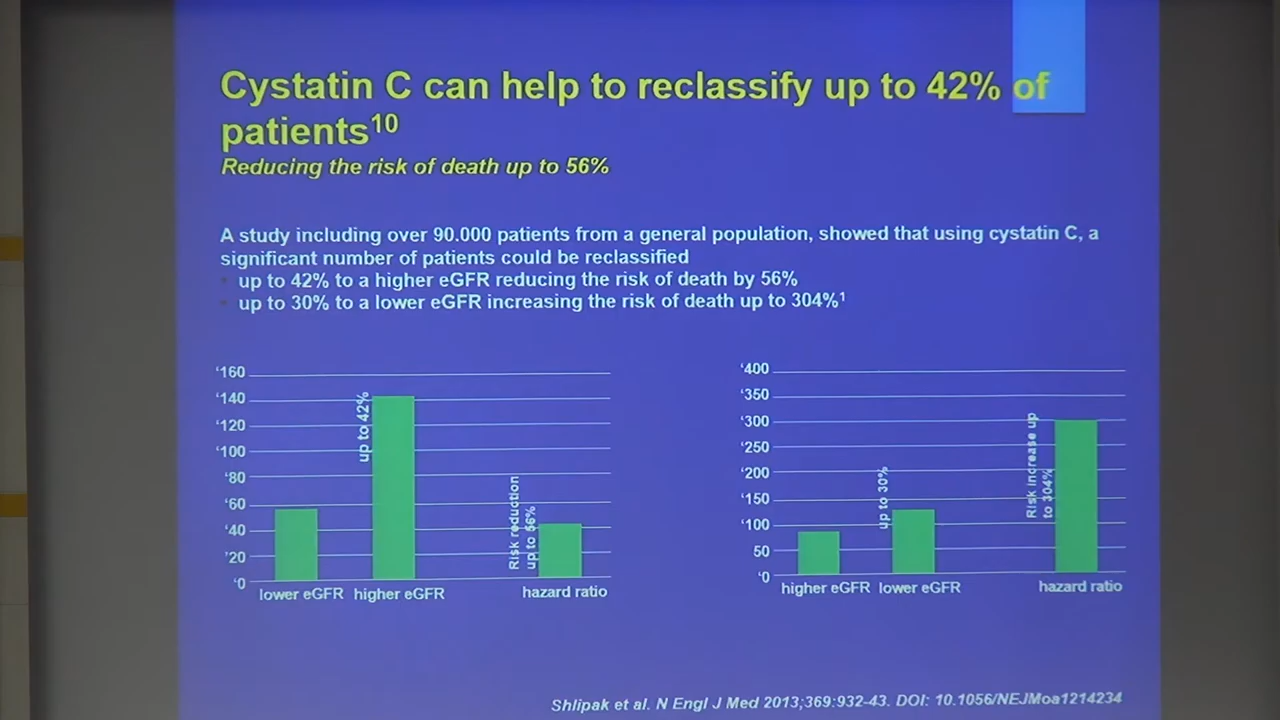 Cystatin C can help to reclassify up to 42% of
patients¹⁰
Reducing the risk of death up to 56%
A study including over 90.000 patients from a general population, showed that using cystatin C, a
significant number of patients could be reclassified
up to 42% to a higher eGFR reducing the risk of death by 56%
up to 30% to a lower eGFR increasing the risk of death up to 304%¹
‘160
‘140
‘120
‘100
‘80
‘60
‘40
’20
‘0
up to 42%
Risk reduction
up to 56%
lower eGFR higher eGFR hazard ratio
‘400
‘350
‘300
‘250
‘200
‘150
‘100
50
‘0
up to 30%
Risk increase up
to 304%
higher eGFR lower eGFR hazard ratio
Shlipak et al. N Engl J Med 2013;369:932-43. DOI: 10.1056/NEJMoa1214234